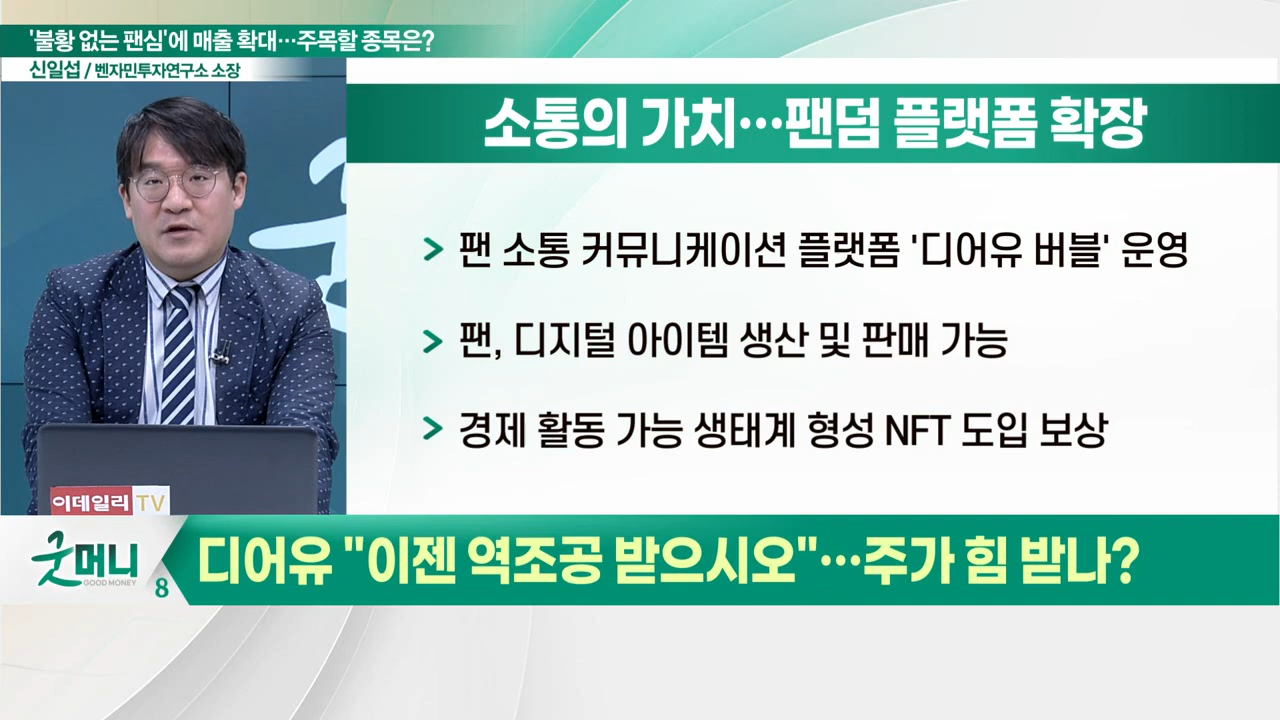 '불황 없는 팬심'에 매출 확대…주목할 종목은?
신일섭 / 벤자민투자연구소 소장
소통의 가치…팬덤 플랫폼 확장
> 팬 소통 커뮤니케이션 플랫폼 '디어유 버블' 운영
> 팬, 디지털 아이템 생산 및 판매 가능
> 경제 활동 가능 생태계 형성 NFT 도입 보상
이데일리 TV
굿머니
GOOD MONEY
8
디어유 "이젠 역조공 받으시오"…주가 힘 받나?